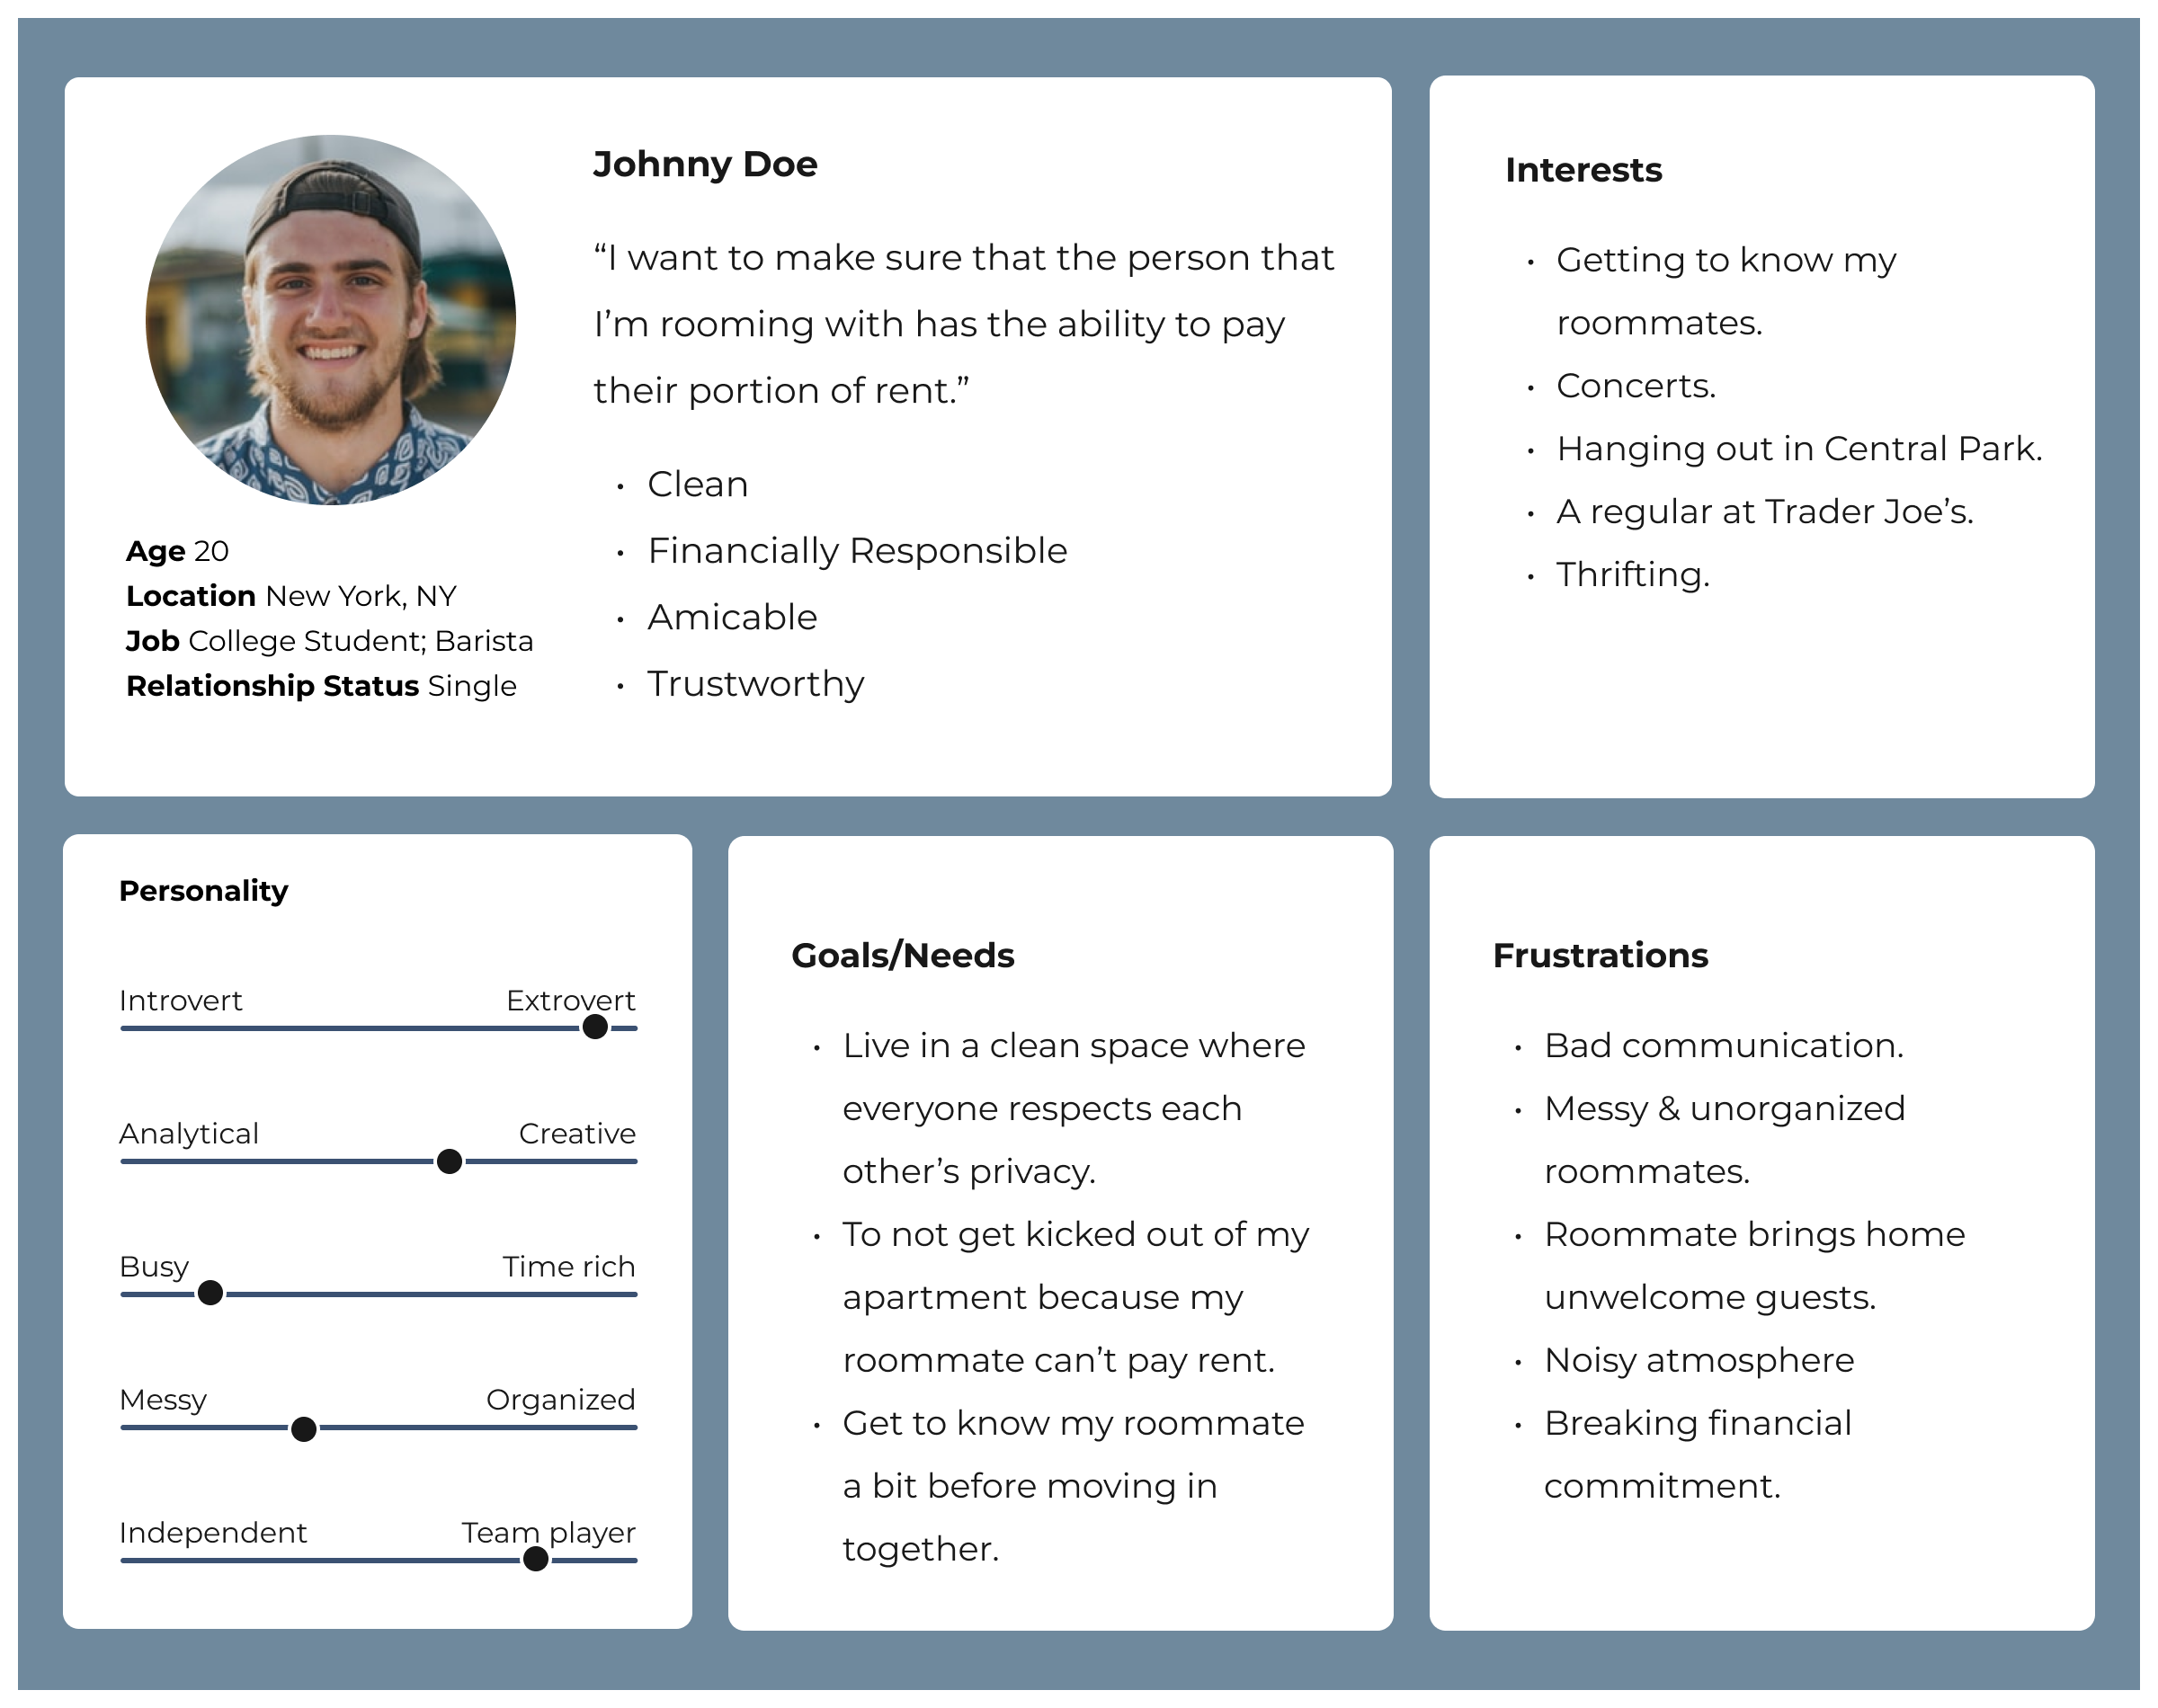 Johnny Doe
“I want to make sure that the person that
I’m rooming with has the ability to pay
their portion of rent.”
• Clean
• Financially Responsible
• Amicable
• Trustworthy
Age 20
Location New York, NY
Job College Student; Barista
Relationship Status Single
Interests
• Getting to know my
roommates.
• Concerts.
• Hanging out in Central Park.
• A regular at Trader Joe’s.
• Thrifting.
Personality
Introvert Extrovert
Analytical Creative
Busy Time rich
Messy Organized
Independent Team player
Goals/Needs
• Live in a clean space where
everyone respects each
other’s privacy.
• To not get kicked out of my
apartment because my
roommate can’t pay rent.
• Get to know my roommate
a bit before moving in
together.
Frustrations
• Bad communication.
• Messy & unorganized
roommates.
• Roommate brings home
unwelcome guests.
• Noisy atmosphere
• Breaking financial
commitment.